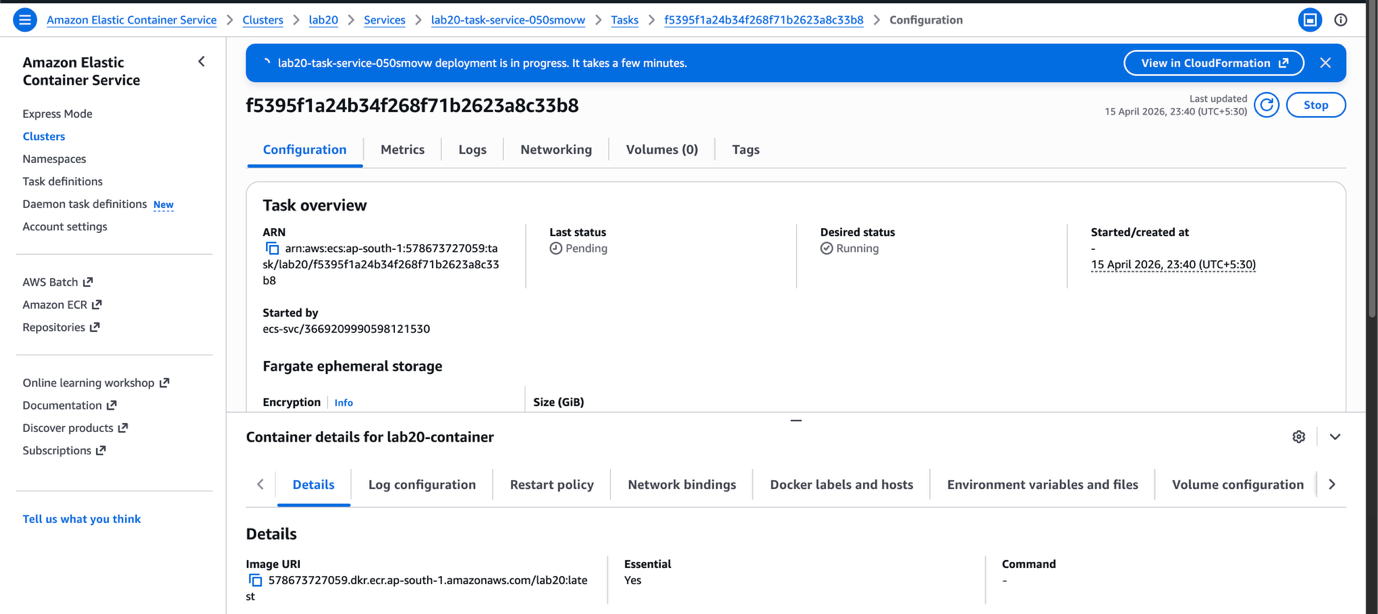 Amazon Elastic Container Service > Clusters > lab20 > Services > lab20-task-service-050smovw > Tasks > f5395f1a24b34f268f71b2623a8c33b8 > Configuration
Amazon Elastic
Container Service
Express Mode
Clusters
Namespaces
Task definitions
Daemon task definitions New
Account settings
AWS Batch
Amazon ECR
Repositories
Online learning workshop
Documentation
Discover products
Subscriptions
Tell us what you think
lab20-task-service-050smovw deployment is in progress. It takes a few minutes.
View in CloudFormation
f5395f1a24b34f268f71b2623a8c33b8
Last updated
15 April 2026, 23:40 (UTC+5:30)
Stop
Configuration Metrics Logs Networking Volumes (0) Tags
Task overview
ARN
arn:aws:ecs:ap-south-1:578673727059:ta
sk/lab20/f5395f1a24b34f268f71b2623a8c33
b8
Last status
Pending
Desired status
Running
Started/created at
-
15 April 2026, 23:40 (UTC+5:30)
Started by
ecs-svc/3669209990598121530
Fargate ephemeral storage
Encryption Info
Size (GiB)
Container details for lab20-container
Details Log configuration Restart policy Network bindings Docker labels and hosts Environment variables and files Volume configuration
Details
Image URI
578673727059.dkr.ecr.ap-south-1.amazonaws.com/lab20:late
st
Essential
Yes
Command
-